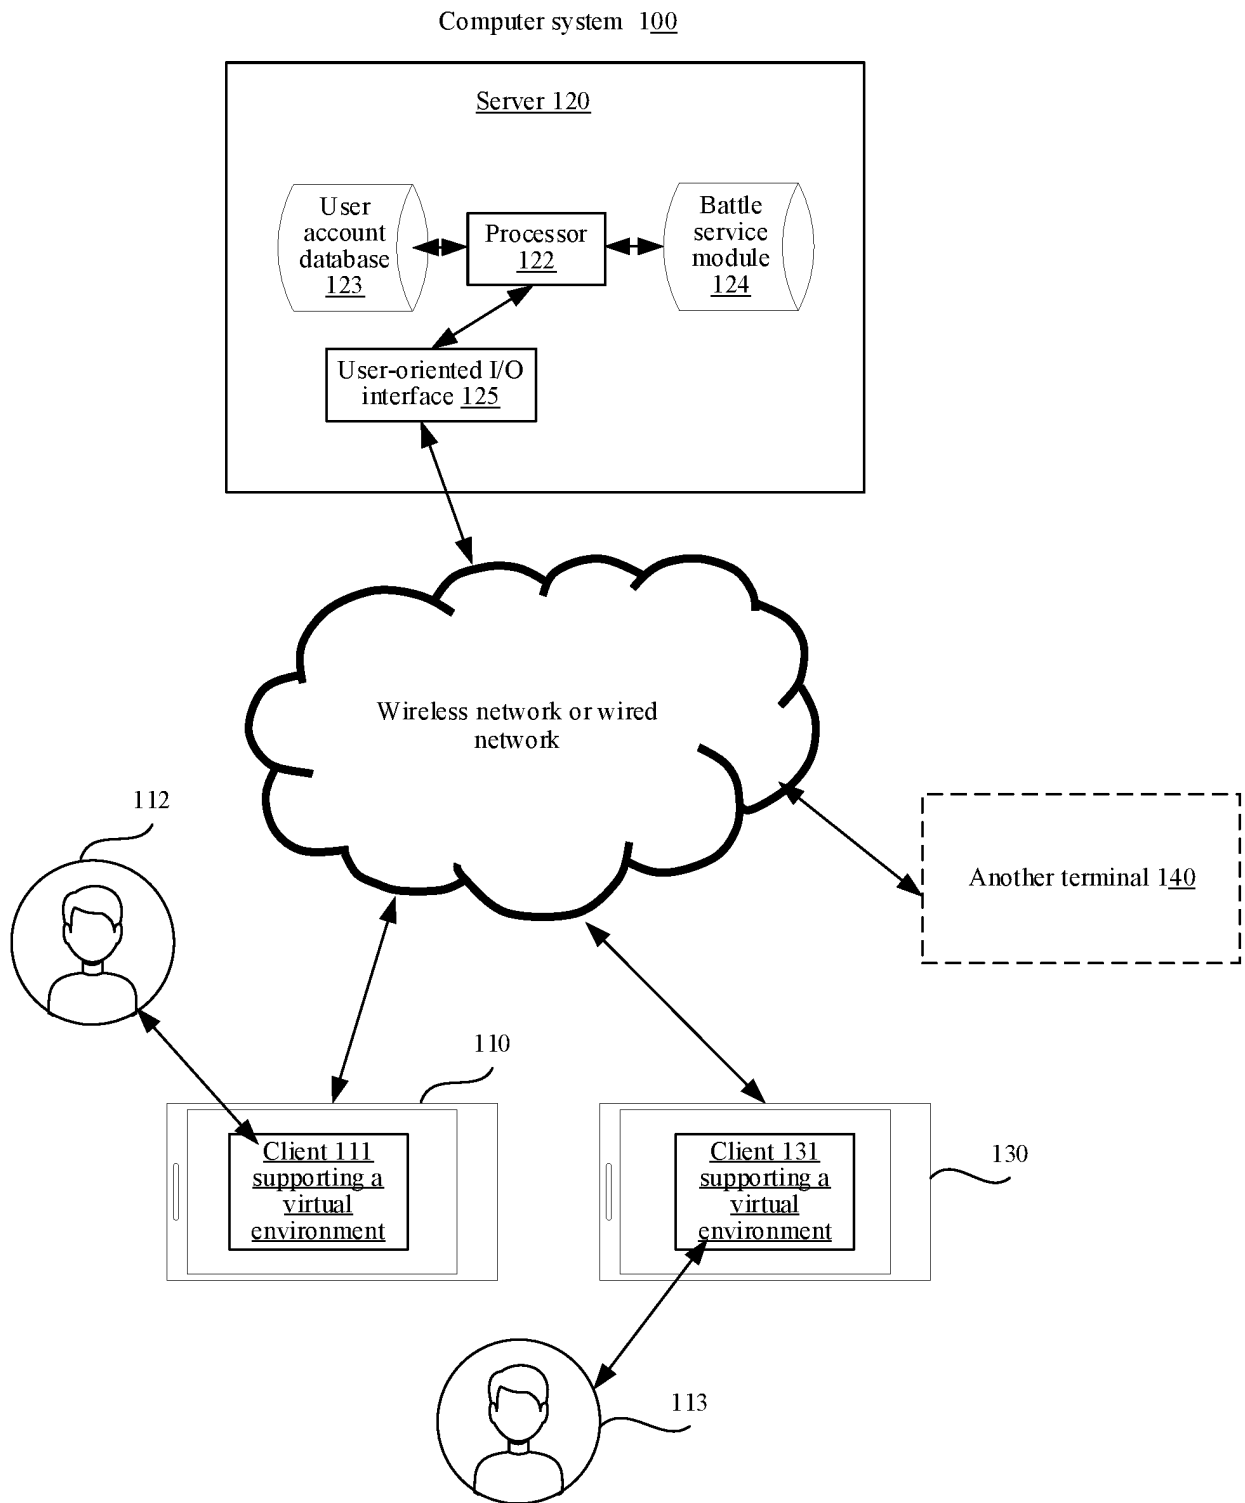 Computer system 100
Server 120
User
account
database
123
Processor
122
Battle
service
module
124
User-oriented I/O
interface 125
Wireless network or wired
network
112
Another terminal 140
110
Client 111
supporting a
virtual
environment
Client 131
supporting a
virtual
environment
130
113